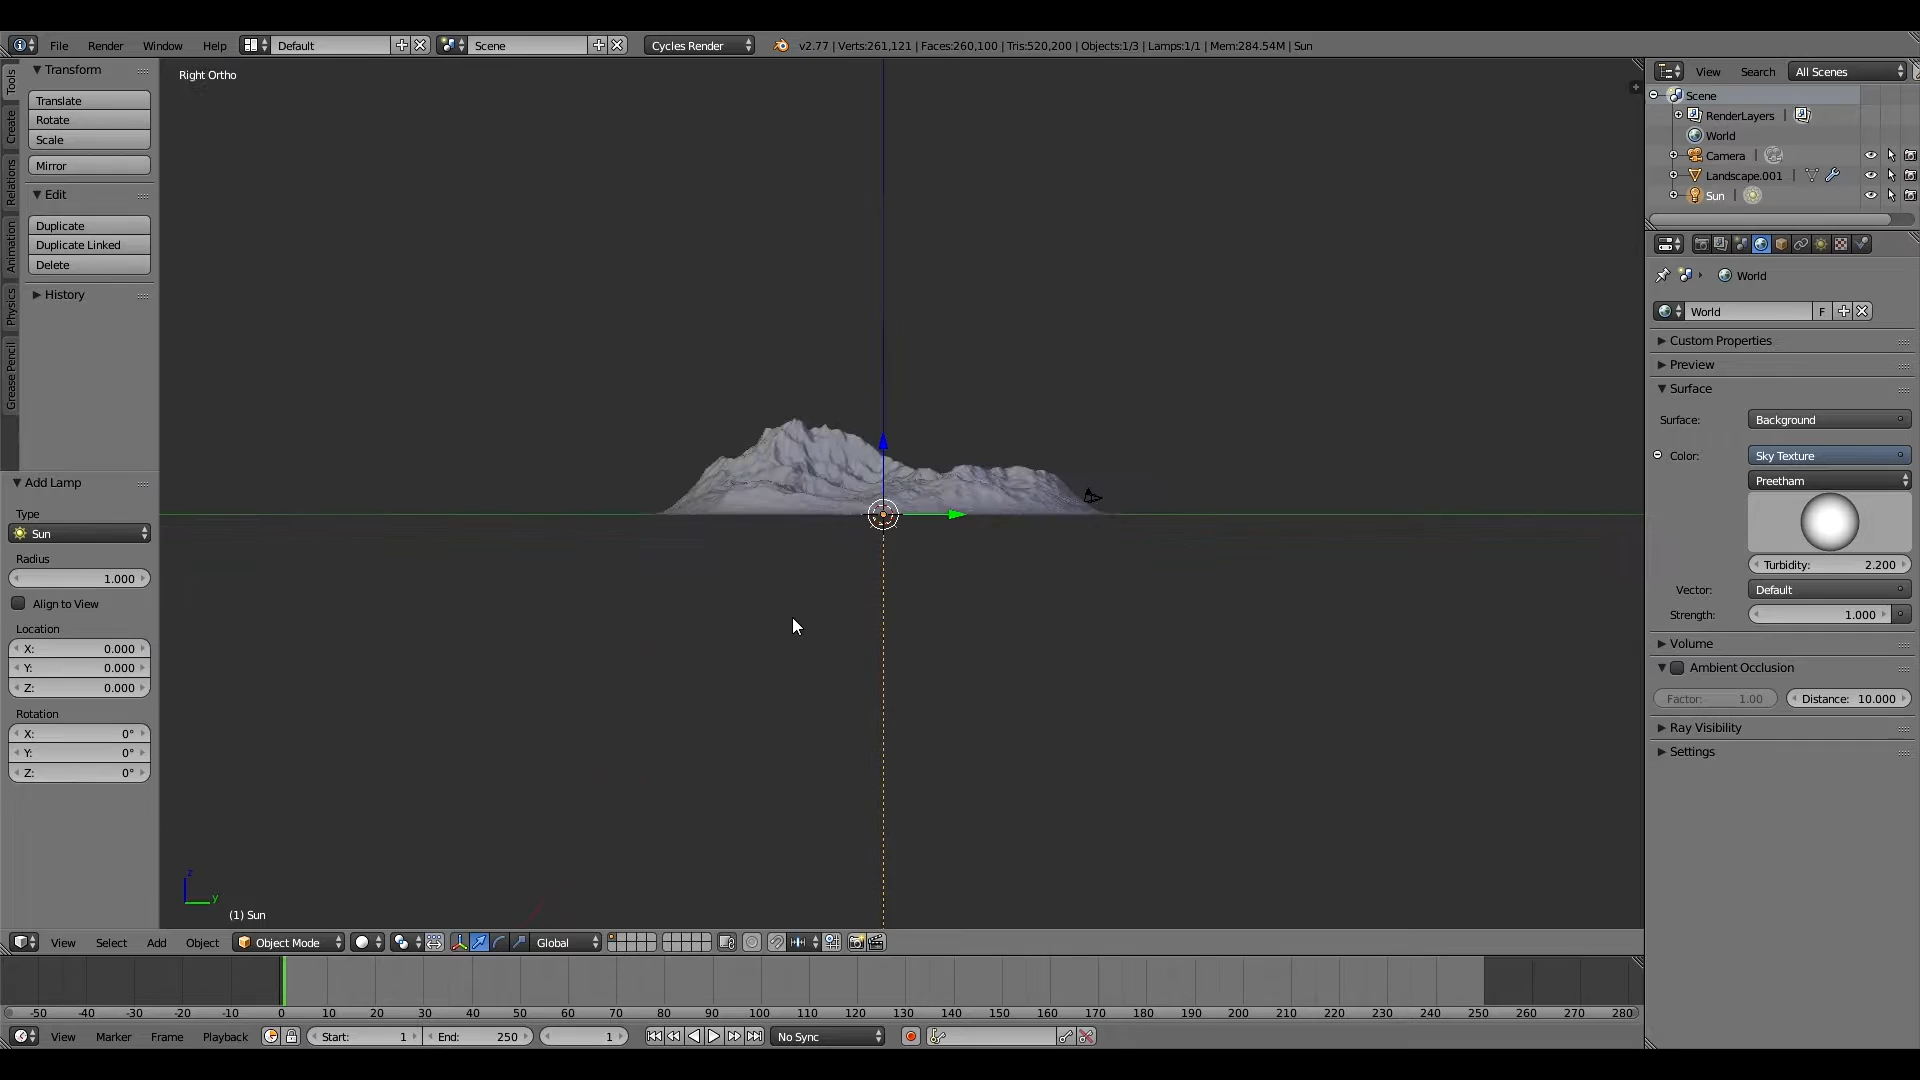 File Render Window Help Default Scene Cycles Render v2.77 | Verts:261,121 | Faces:260,100 | Tris:520,200 | Objects:1/3 | Lamps:1/1 | Mem:284.54M | Sun
Tools
Create
Relations
Animation
Physics
Grease Pencil
Transform
Translate
Rotate
Scale
Mirror
Edit
Duplicate
Duplicate Linked
Delete
History
Add Lamp
Type
Sun
Radius
1.000
Align to View
Location
X: 0.000
Y: 0.000
Z: 0.000
Rotation
X: 0°
Y: 0°
Z: 0°
Right Ortho
z
y
(1) Sun
View Search All Scenes
Scene
RenderLayers |
World
Camera |
Landscape.001 |
Sun |
World
World F
Custom Properties
Preview
Surface
Surface: Background
Color: Sky Texture
Preetham
Turbidity: 2.200
Vector: Default
Strength: 1.000
Volume
Ambient Occlusion
Factor: 1.00 Distance: 10.000
Ray Visibility
Settings
View Select Add Object Object Mode Global
-50 -40 -30 -20 -10 0 10 20 30 40 50 60 70 80 90 100 110 120 130 140 150 160 170 180 190 200 210 220 230 240 250 260 270 280
View Marker Frame Playback Start: 1 End: 250 1 No Sync